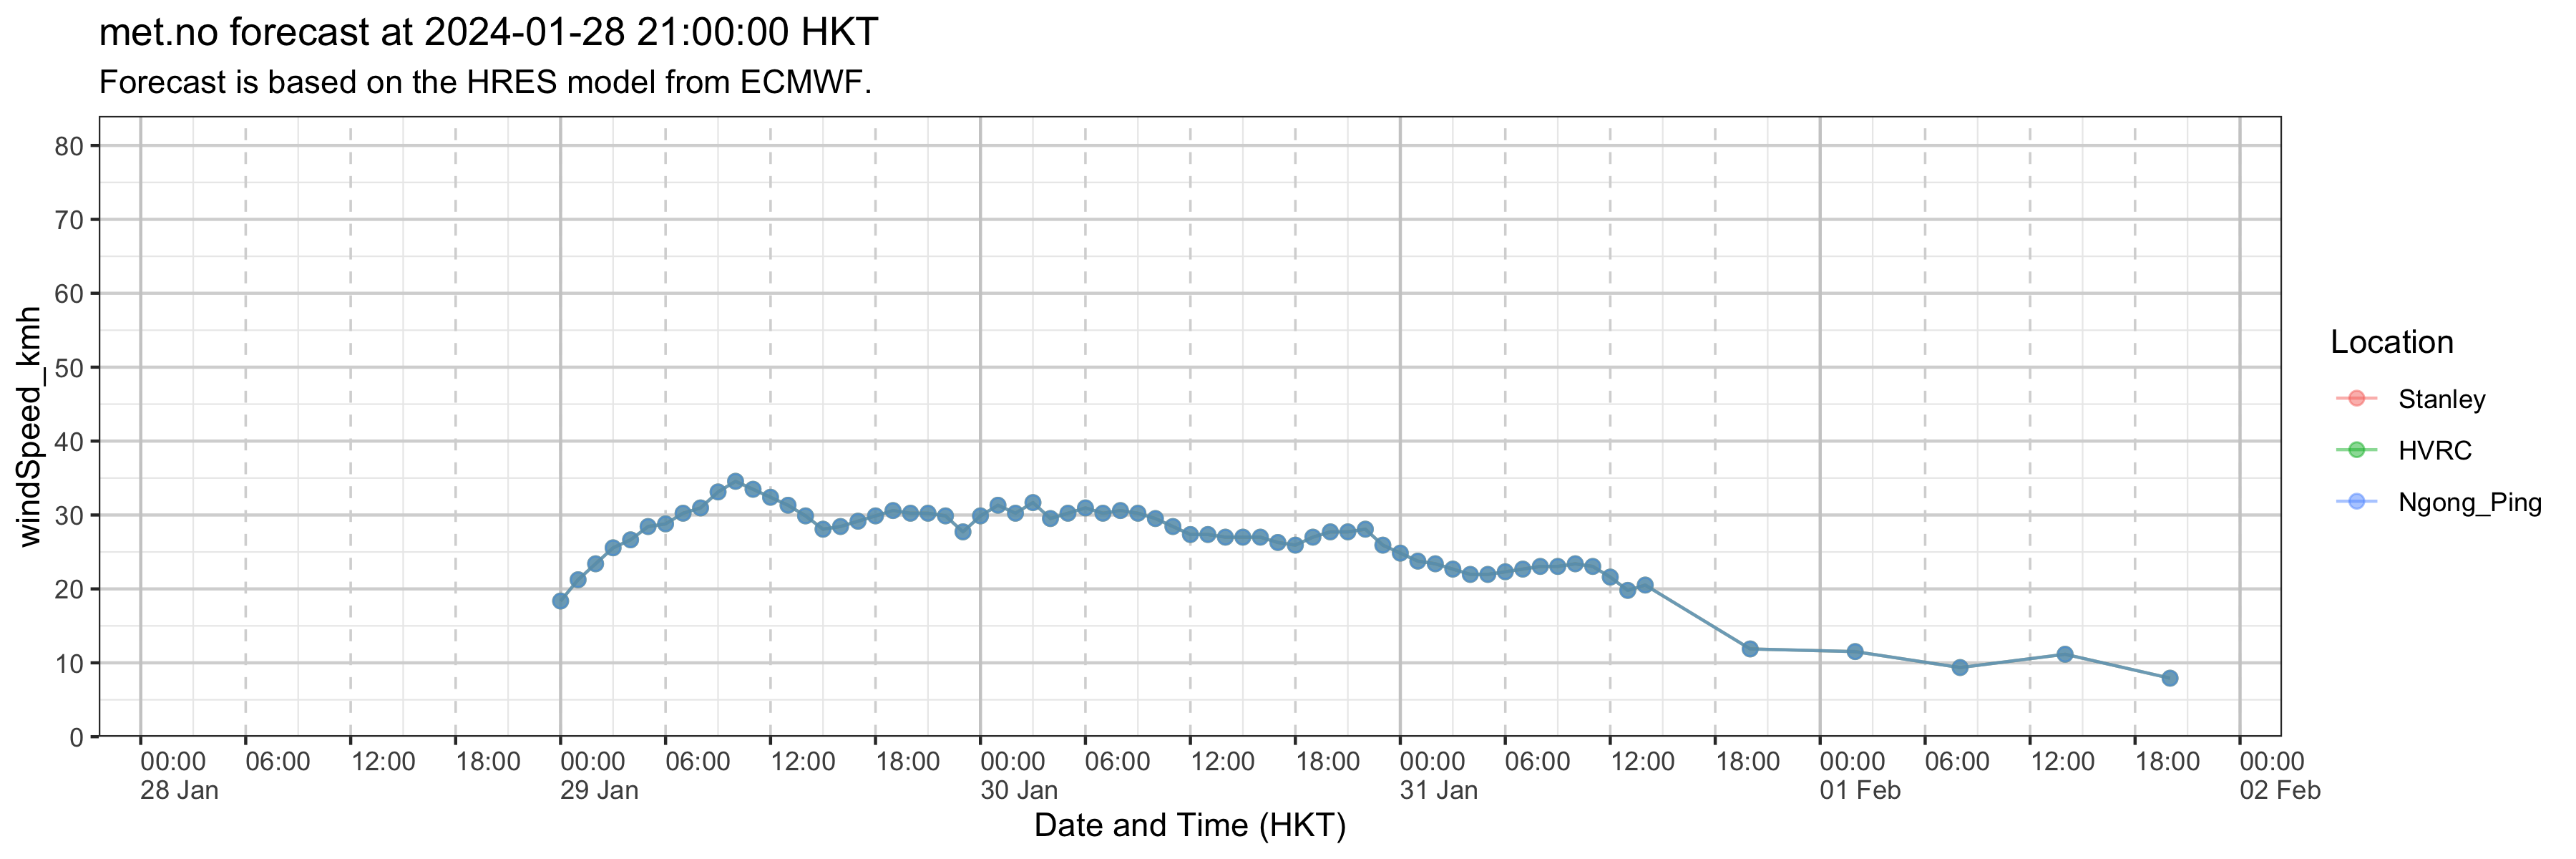 met.no forecast at 2024-01-28 21:00:00 HKT
Forecast is based on the HRES model from ECMWF.
windSpeed_kmh
80
70
60
50
40
30
20
10
0
00:00 06:00 12:00 18:00 00:00 06:00 12:00 18:00 00:00 06:00 12:00 18:00 00:00 06:00 12:00 18:00 00:00 06:00 12:00 18:00 00:00
28 Jan 29 Jan 30 Jan 31 Jan 01 Feb 02 Feb
Date and Time (HKT)
Location
Stanley
HVRC
Ngong_Ping